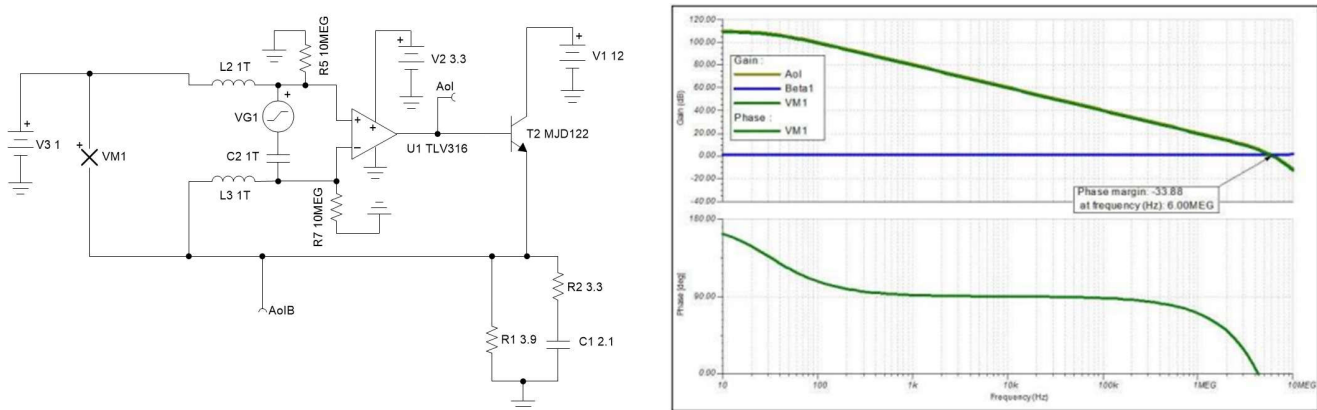 R5 10MEG
V2 3.3
V1 12
L2 1T
Aol
+
+
+
+
VG1
+
+
T2 MJD122
V3 1
+
VM1
−
U1 TLV316
C2 1T
L3 1T
R7 10MEG
R2 3.3
AolB
R1 3.9
C1 2.1
120.00
100.00
80.00
60.00
40.00
20.00
0.00
-20.00
-40.00
Gain (dB)
Gain :
Aol
Beta1
VM1
Phase :
VM1
Phase margin: -33.88
at frequency (Hz): 6.00MEG
180.00
90.00
0.00
Phase [deg]
10
100
1k
10k
100k
1MEG
10MEG
Frequency (Hz)